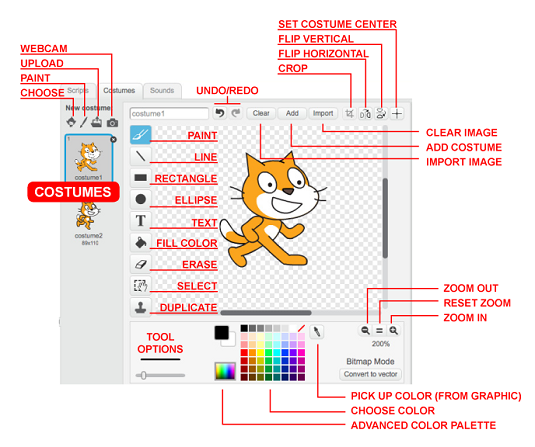 SET COSTUME CENTER
FLIP VERTICAL
FLIP HORIZONTAL
CROP
WEBCAM
UPLOAD
PAINT
CHOOSE
UNDO/REDO
Scripts
Costumes
Sounds
New costume
costume1
Clear
Add
Import
CLEAR IMAGE
ADD COSTUME
IMPORT IMAGE
1
costume1
COSTUMES
costume2
88x110
PAINT
LINE
RECTANGLE
ELLIPSE
T
TEXT
FILL COLOR
ERASE
SELECT
DUPLICATE
TOOL
OPTIONS
ZOOM OUT
RESET ZOOM
ZOOM IN
200%
Bitmap Mode
Convert to vector
PICK UP COLOR (FROM GRAPHIC)
CHOOSE COLOR
ADVANCED COLOR PALETTE